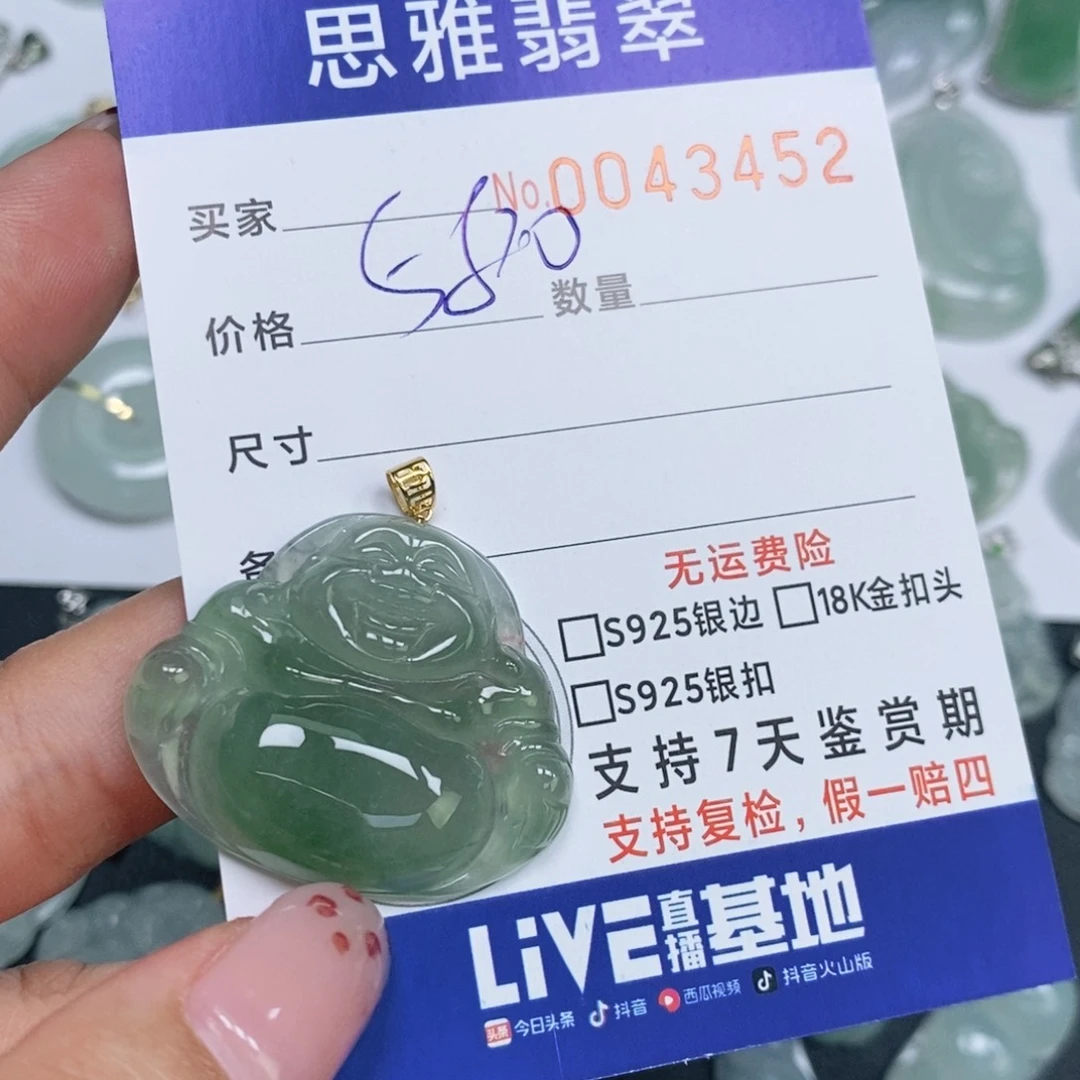 思雅翡翠
No.0043452
买家
5800
价格 数量
尺寸
无运费险
□S925银边 □18K金扣头
□S925银扣
支持7天鉴赏期
支持复检，假一赔四
LiVE直播基地
头条 今日头条 抖音 西瓜视频 抖音火山版